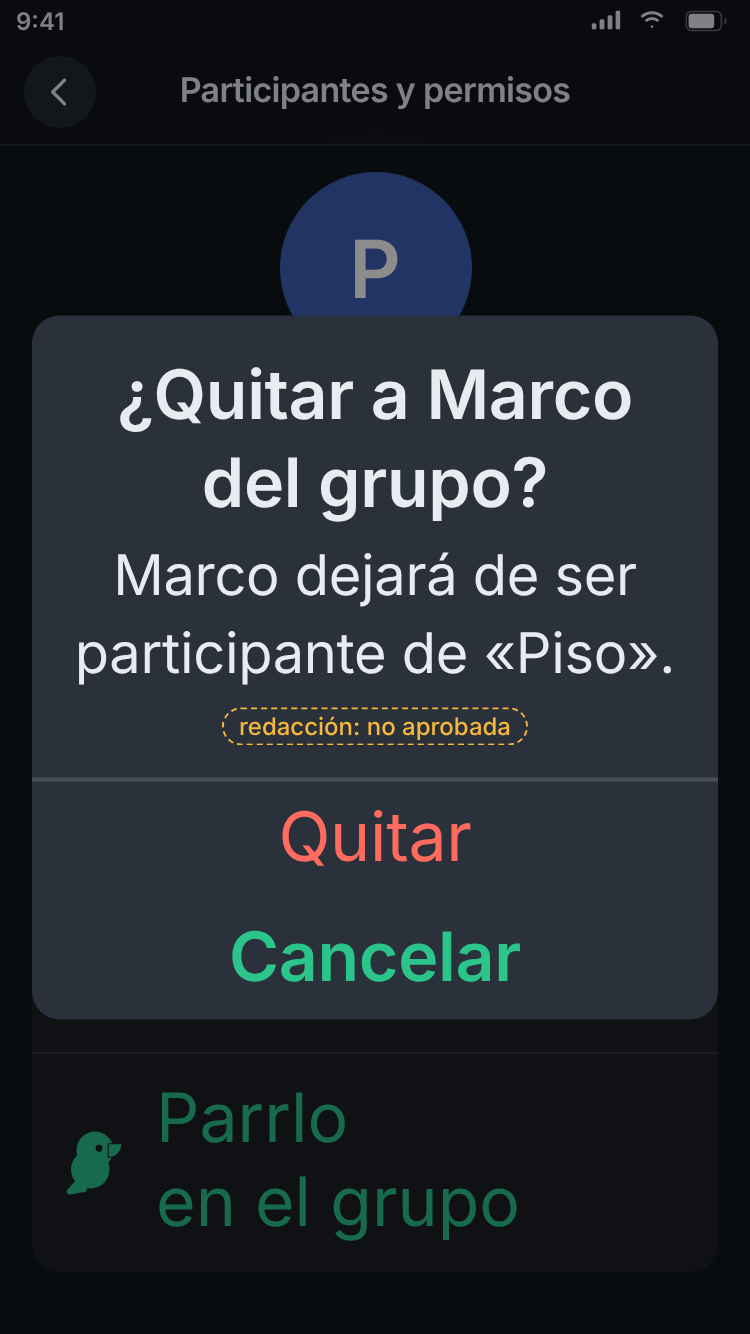 9:41
Participantes y permisos
P
¿Quitar a Marco
del grupo?
Marco dejará de ser
participante de «Piso».
redacción: no aprobada
Quitar
Cancelar
Parrlo
en el grupo